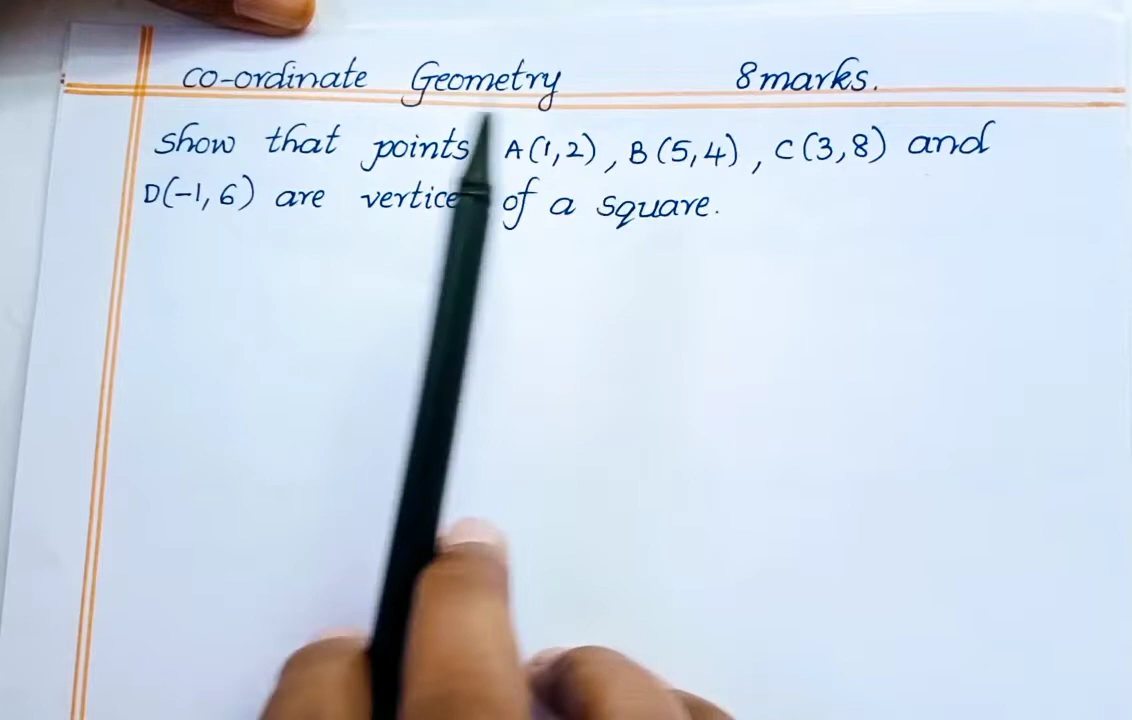 co-ordinate Geometry 8marks.
show that points A(1,2), B(5,4), C(3,8) and
D(-1,6) are vertice of a square.